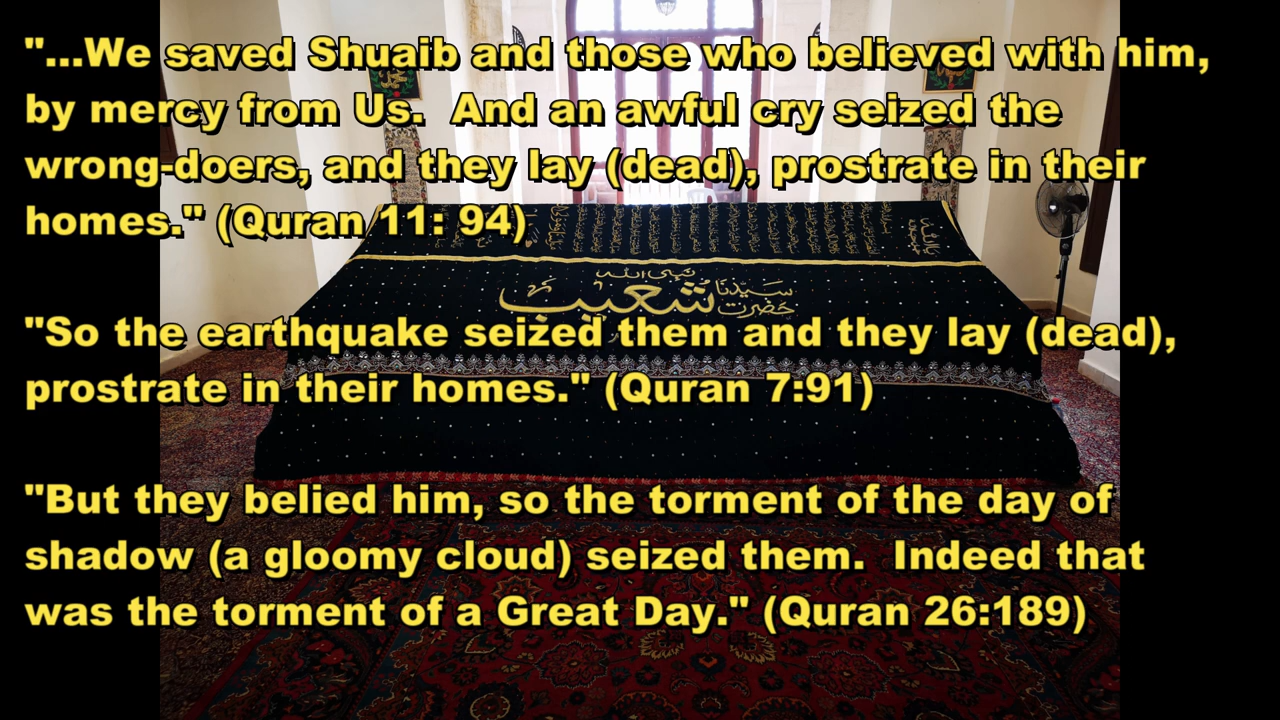 "...We saved Shuaib and those who believed with him,
by mercy from Us.  And an awful cry seized the
wrong-doers, and they lay (dead), prostrate in their
homes." (Quran 11: 94)
"So the earthquake seized them and they lay (dead),
prostrate in their homes." (Quran 7:91)
"But they belied him, so the torment of the day of
shadow (a gloomy cloud) seized them.  Indeed that
was the torment of a Great Day." (Quran 26:189)
نبی الله
سیدنا
حضرت شعیب